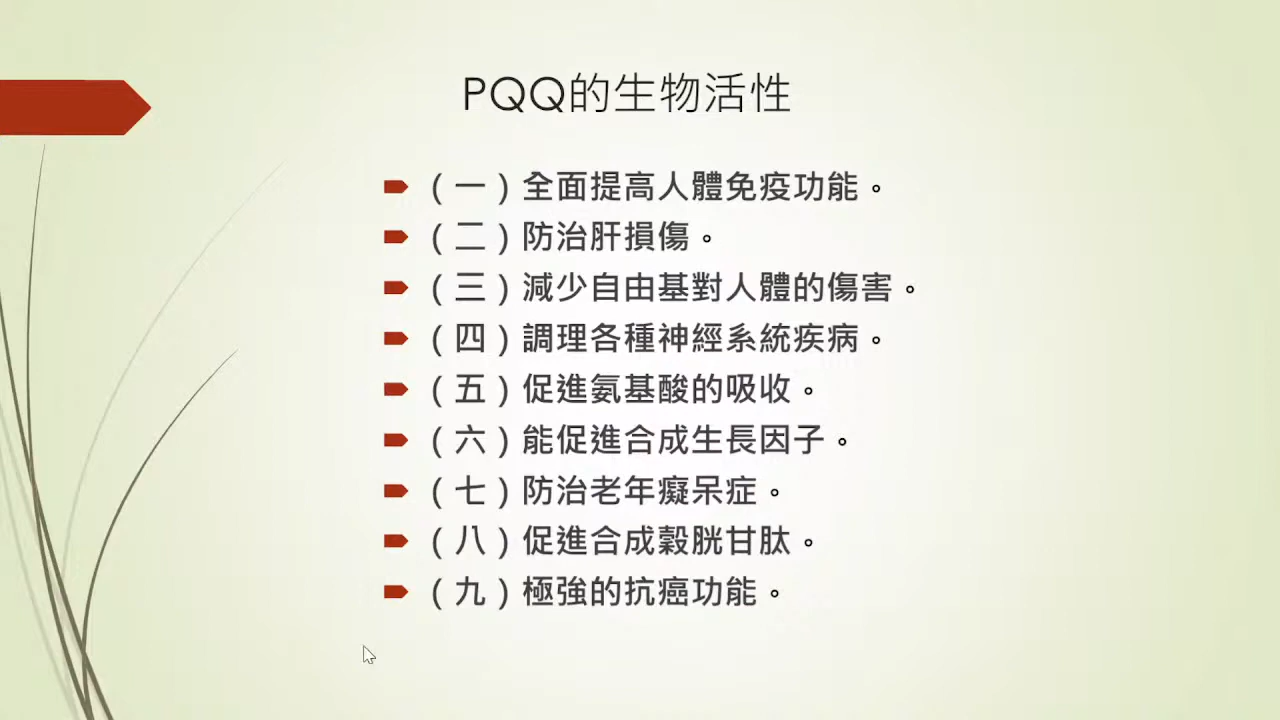 PQQ的生物活性
（一）全面提高人體免疫功能。
（二）防治肝損傷。
（三）減少自由基對人體的傷害。
（四）調理各種神經系統疾病。
（五）促進氨基酸的吸收。
（六）能促進合成生長因子。
（七）防治老年癡呆症。
（八）促進合成穀胱甘肽。
（九）極強的抗癌功能。